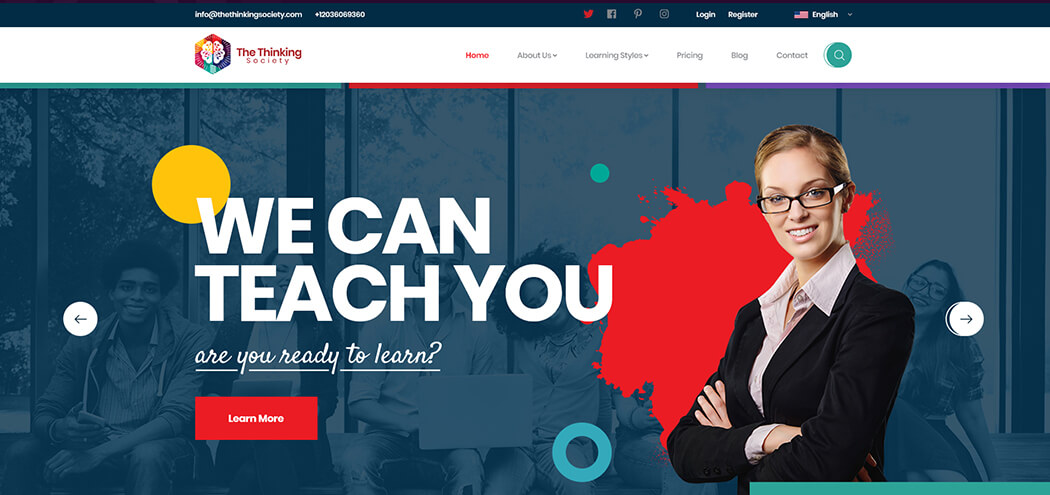 info@thethinkingsociety.com +12036069360 Login Register English
The Thinking
Society
Home About Us Learning Styles Pricing Blog Contact
WE CAN
TEACH YOU
are you ready to learn?
Learn More